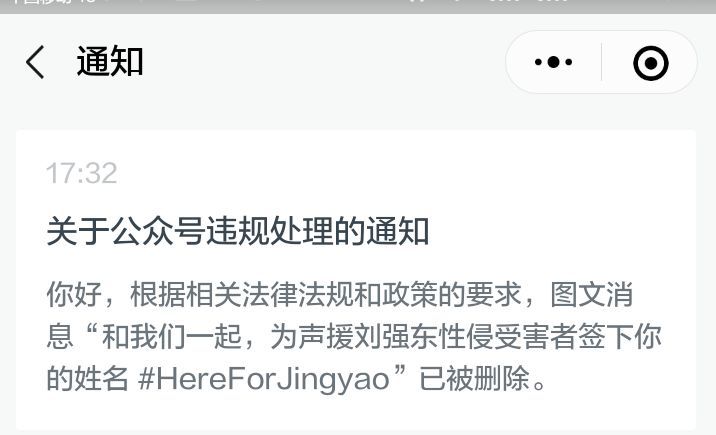 通知
17:32
关于公众号违规处理的通知
你好，根据相关法律法规和政策的要求，图文消
息“和我们一起，为声援刘强东性侵受害者签下你
的姓名 #HereForJingyao”已被删除。